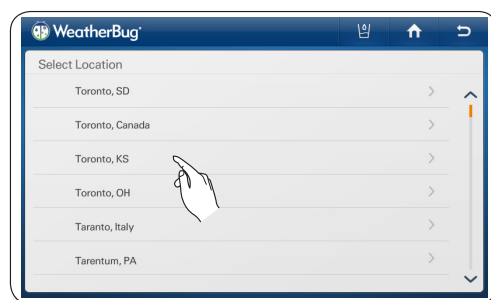 WeatherBug
Select Location
Toronto, SD
Toronto, Canada
Toronto, KS
Toronto, OH
Taranto, Italy
Tarentum, PA